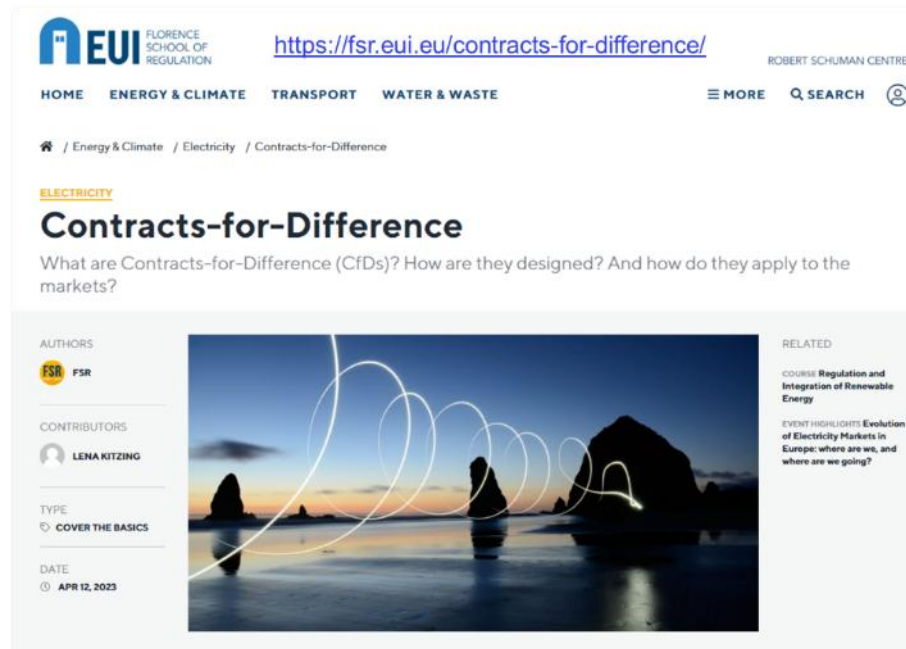 EUI
FLORENCE
SCHOOL OF
REGULATION
https://fsr.eui.eu/contracts-for-difference/
ROBERT SCHUMAN CENTRE
HOME ENERGY & CLIMATE TRANSPORT WATER & WASTE MORE SEARCH
/ Energy & Climate / Electricity / Contracts-for-Difference
ELECTRICITY
Contracts-for-Difference
What are Contracts-for-Difference (CfDs)? How are they designed? And how do they apply to the
markets?
AUTHORS
FSR FSR
CONTRIBUTORS
LENA KITZING
TYPE
COVER THE BASICS
DATE
APR 12, 2023
RELATED
COURSE Regulation and
Integration of Renewable
Energy
EVENT HIGHLIGHTS Evolution
of Electricity Markets in
Europe: where are we, and
where are we going?